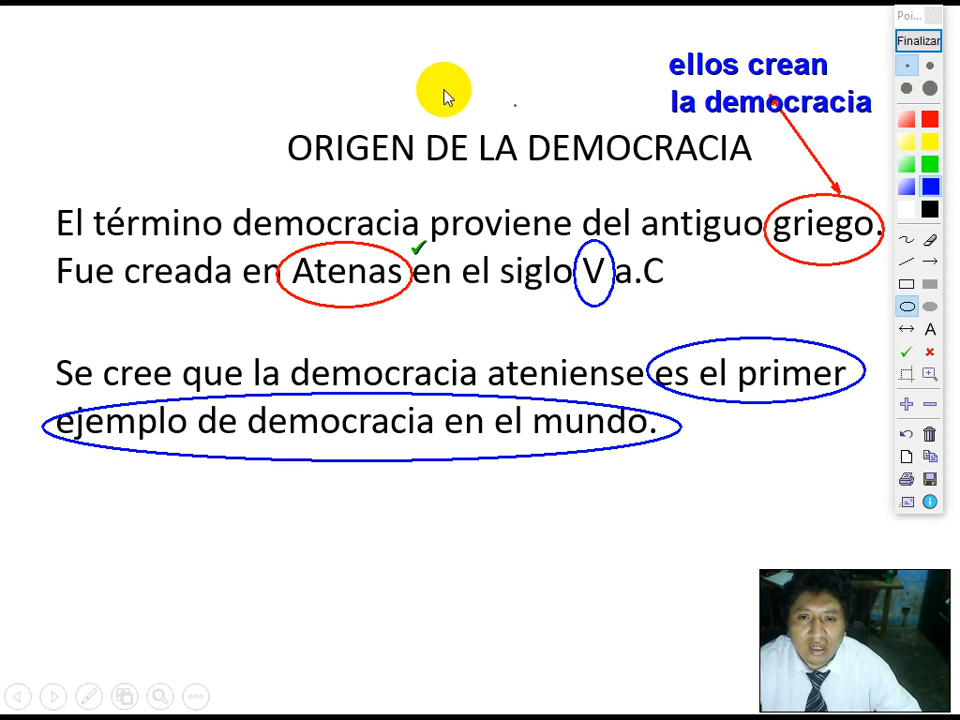 Poi...
Finalizar
ellos crean
la democracia
ORIGEN DE LA DEMOCRACIA
El término democracia proviene del antiguo griego.
Fue creada en Atenas en el siglo V a.C
Se cree que la democracia ateniense es el primer
ejemplo de democracia en el mundo.
A